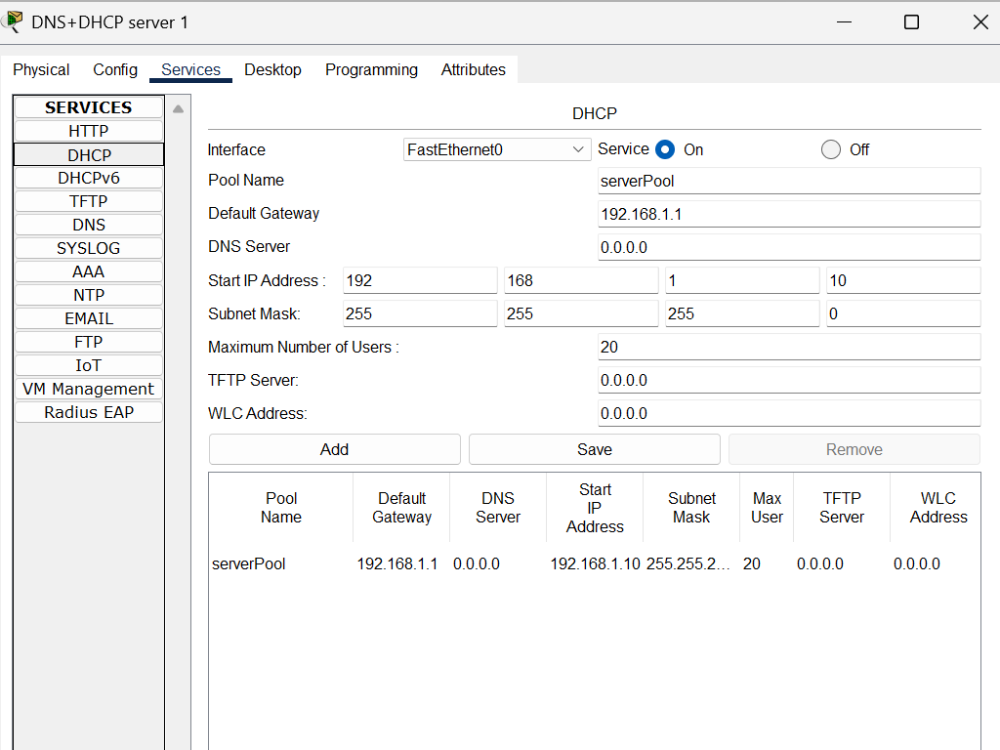 DNS+DHCP server 1
Physical Config Services Desktop Programming Attributes
SERVICES
HTTP
DHCP
DHCPv6
TFTP
DNS
SYSLOG
AAA
NTP
EMAIL
FTP
IoT
VM Management
Radius EAP
DHCP
Interface FastEthernet0 Service On Off
Pool Name serverPool
Default Gateway 192.168.1.1
DNS Server 0.0.0.0
Start IP Address : 192 168 1 10
Subnet Mask: 255 255 255 0
Maximum Number of Users : 20
TFTP Server: 0.0.0.0
WLC Address: 0.0.0.0
Add Save Remove
Pool Name Default Gateway DNS Server Start IP Address Subnet Mask Max User TFTP Server WLC Address
serverPool 192.168.1.1 0.0.0.0 192.168.1.10 255.255.2... 20 0.0.0.0 0.0.0.0